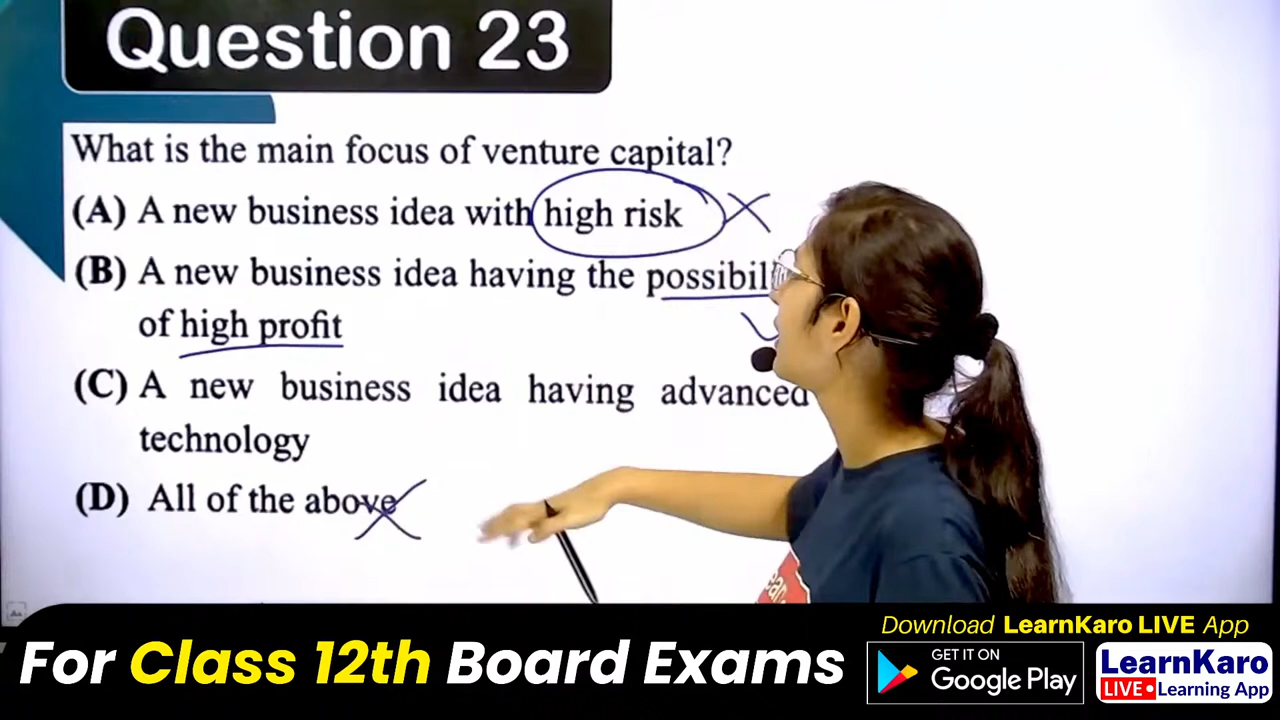 Question 23
What is the main focus of venture capital?
(A) A new business idea with high risk
(B) A new business idea having the
of high profit
(C) A new business idea having advanced
technology
(D) All of the above
For Class 12th Board Exams
Download LearnKaro LIVE App
GET IT ON
Google Play
LearnKaro
LIVE Learning App